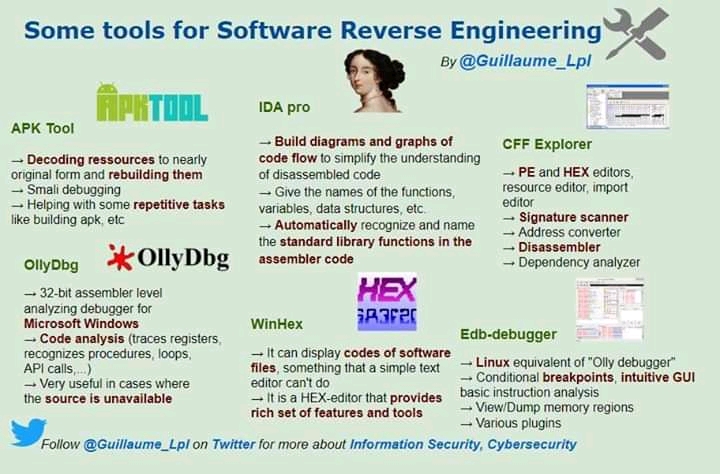 Some tools for Software Reverse Engineering
By @Guillaume_Lpl
APKTOOL
APK Tool
→ Decoding ressources to nearly
original form and rebuilding them
→ Smali debugging
→ Helping with some repetitive tasks
like building apk, etc
IDA pro
→ Build diagrams and graphs of
code flow to simplify the understanding
of disassembled code
→ Give the names of the functions,
variables, data structures, etc.
→ Automatically recognize and name
the standard library functions in the
assembler code
CFF Explorer
→ PE and HEX editors,
resource editor, import
editor
→ Signature scanner
→ Address converter
→ Disassembler
→ Dependency analyzer
OllyDbg
OllyDbg
→ 32-bit assembler level
analyzing debugger for
Microsoft Windows
→ Code analysis (traces registers,
recognizes procedures, loops,
API calls,...)
→ Very useful in cases where
the source is unavailable
HEX
WinHex
→ It can display codes of software
files, something that a simple text
editor can't do
→ It is a HEX-editor that provides
rich set of features and tools
Edb-debugger
→ Linux equivalent of "Olly debugger"
→ Conditional breakpoints, intuitive GUI
basic instruction analysis
→ View/Dump memory regions
→ Various plugins
Follow @Guillaume_Lpl on Twitter for more about Information Security, Cybersecurity